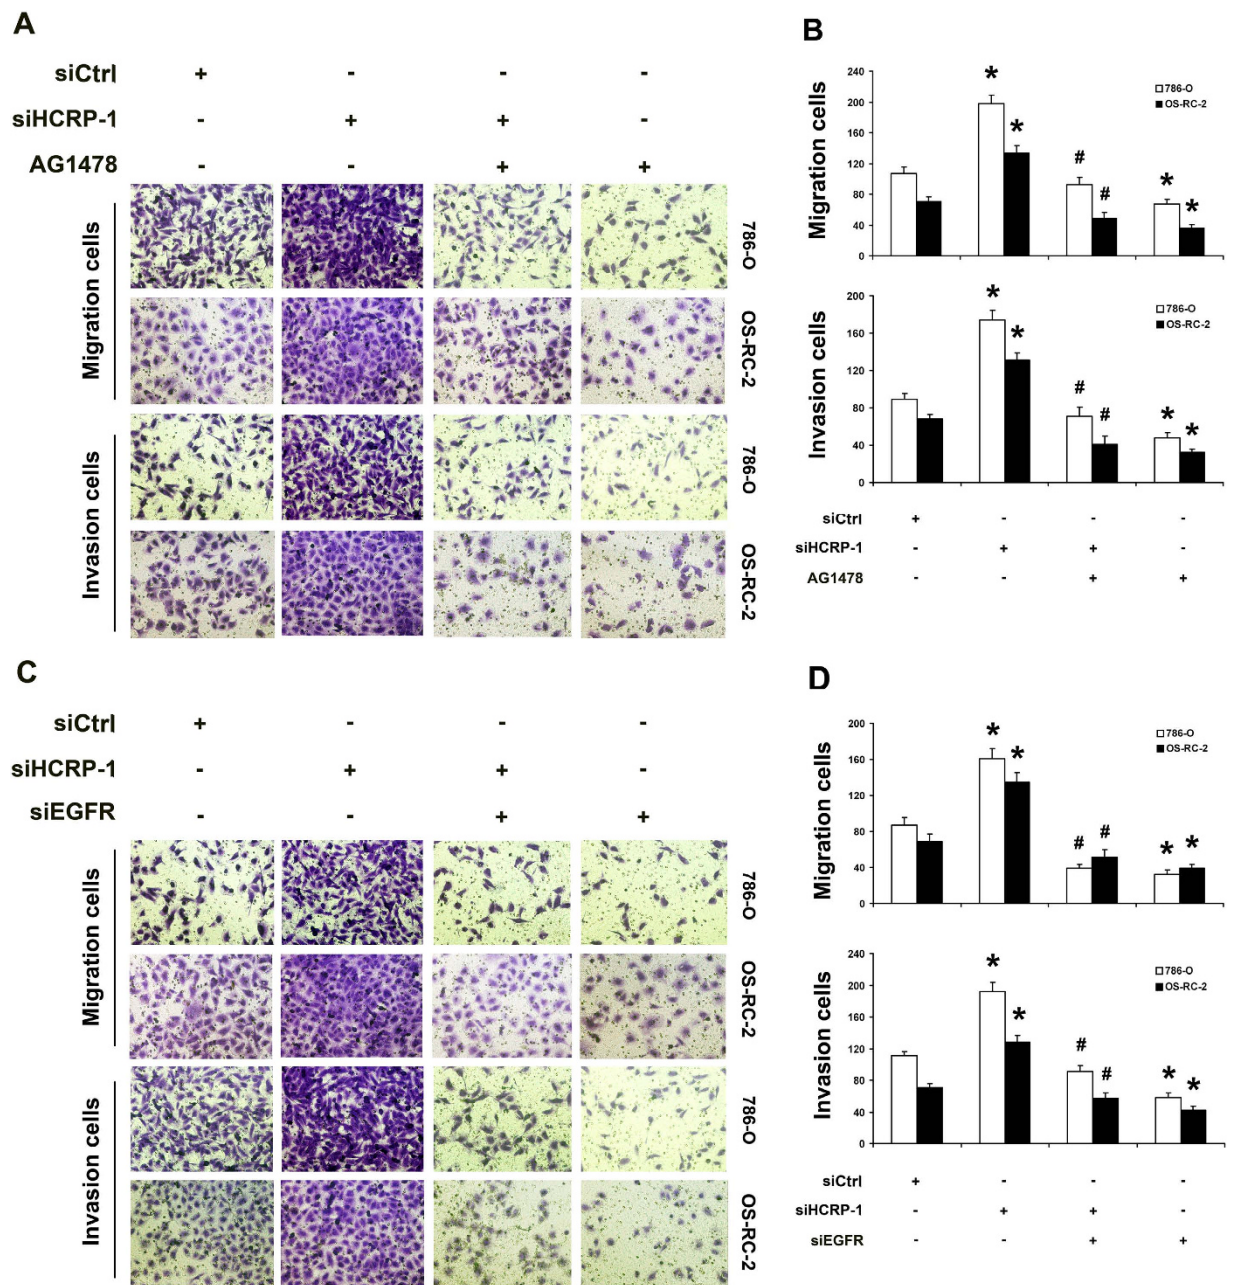 A
siCtrl + - - -
siHCRP-1 - + + -
AG1478 - - + +
Migration cells
786-O
OS-RC-2
Invasion cells
786-O
OS-RC-2
B
Migration cells
240
200
160
120
80
40
0
786-O
OS-RC-2
* * # # * *
Invasion cells
200
160
120
80
40
0
786-O
OS-RC-2
* * # # * *
siCtrl + - - -
siHCRP-1 - + + -
AG1478 - - + +
C
siCtrl + - - -
siHCRP-1 - + + -
siEGFR - - + +
Migration cells
786-O
OS-RC-2
Invasion cells
786-O
OS-RC-2
D
Migration cells
200
160
120
80
40
0
786-O
OS-RC-2
* * # # * *
Invasion cells
240
200
160
120
80
40
0
786-O
OS-RC-2
* * # # * *
siCtrl + - - -
siHCRP-1 - + + -
siEGFR - - + +